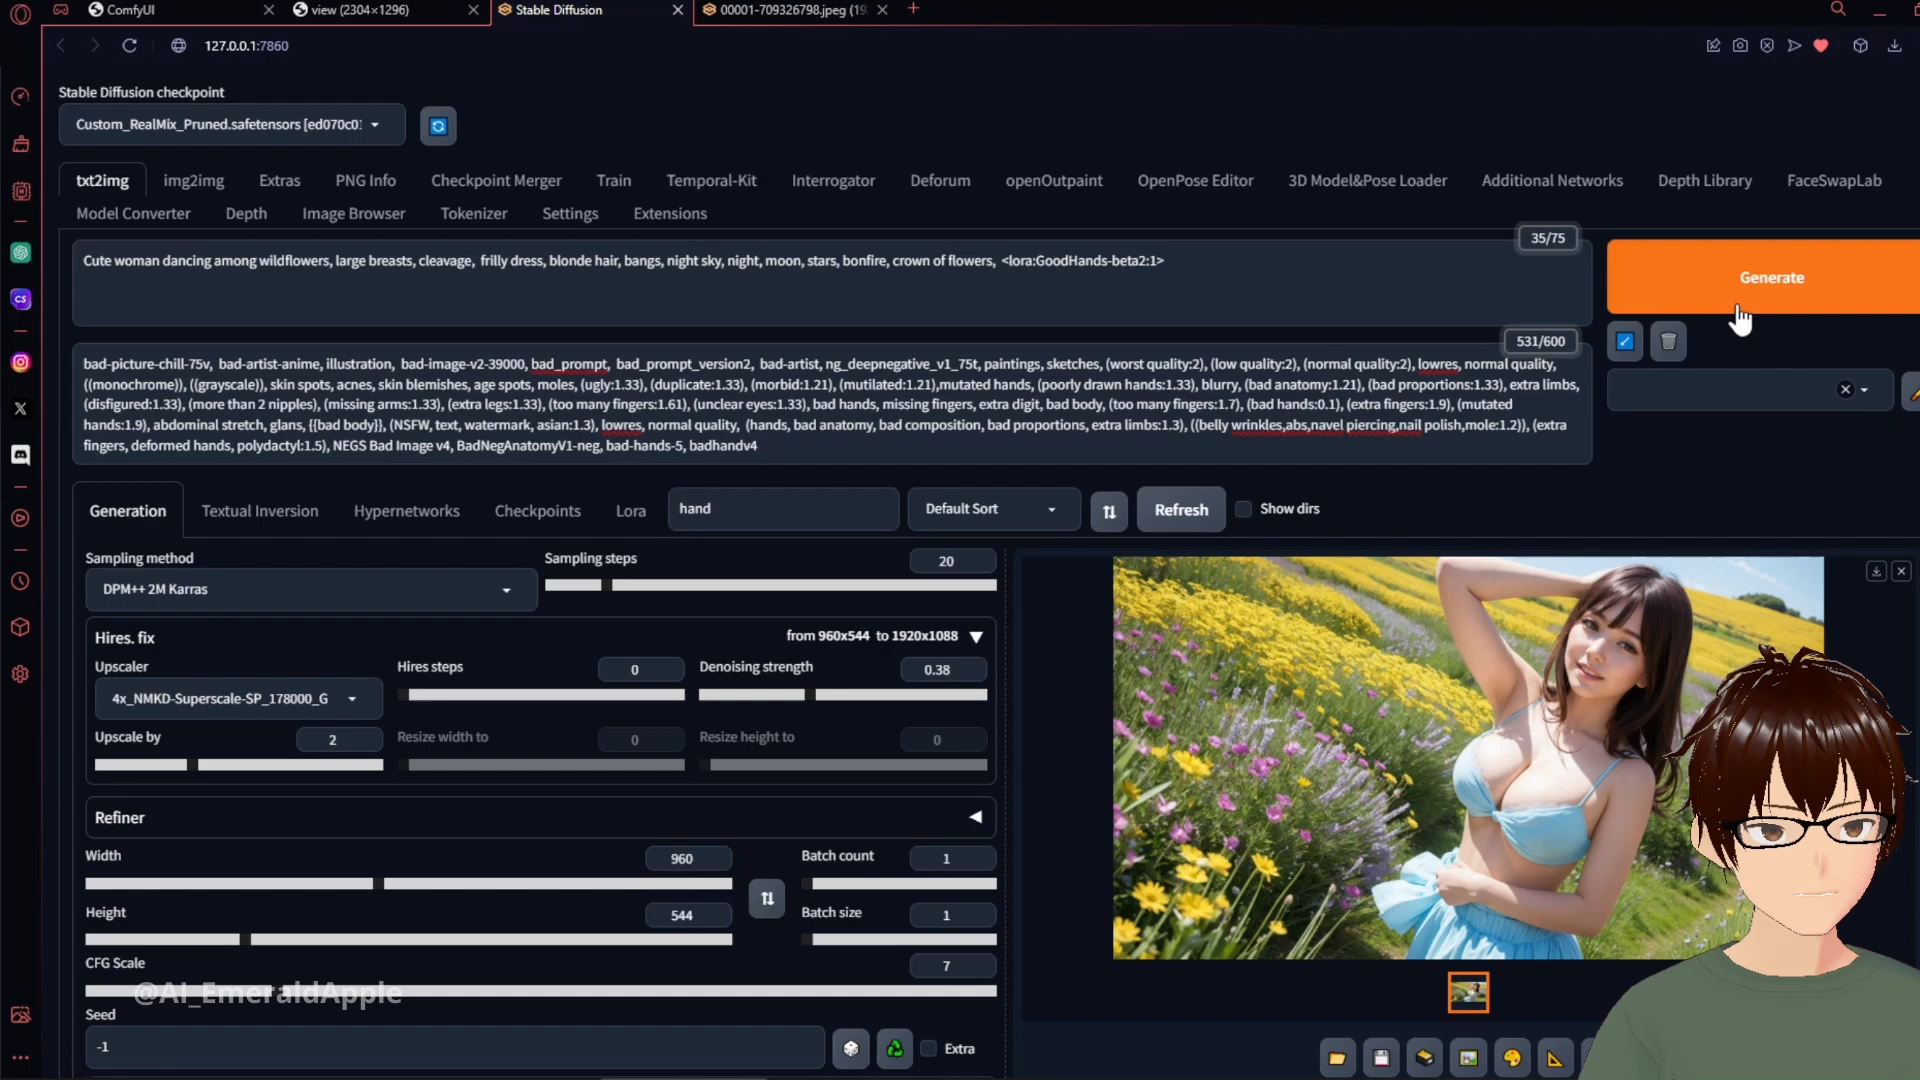 ComfyUI
view (2304×1296)
Stable Diffusion
00001-709326798.jpeg (19
127.0.0.1:7860
Stable Diffusion checkpoint
Custom_RealMix_Pruned.safetensors [ed070c0:
txt2img
img2img
Extras
PNG Info
Checkpoint Merger
Train
Temporal-Kit
Interrogator
Deforum
openOutpaint
OpenPose Editor
3D Model&Pose Loader
Additional Networks
Depth Library
FaceSwapLab
Model Converter
Depth
Image Browser
Tokenizer
Settings
Extensions
35/75
Cute woman dancing among wildflowers, large breasts, cleavage, frilly dress, blonde hair, bangs, night sky, night, moon, stars, bonfire, crown of flowers, <lora:GoodHands-beta2:1>
Generate
531/600
bad-picture-chill-75v, bad-artist-anime, illustration, bad-image-v2-39000, bad_prompt, bad_prompt_version2, bad-artist, ng_deepnegative_v1_75t, paintings, sketches, (worst quality:2), (low quality:2), (normal quality:2), lowres, normal quality,
((monochrome)), ((grayscale)), skin spots, acnes, skin blemishes, age spots, moles, (ugly:1.33), (duplicate:1.33), (morbid:1.21), (mutilated:1.21),mutated hands, (poorly drawn hands:1.33), blurry, (bad anatomy:1.21), (bad proportions:1.33), extra limbs,
(disfigured:1.33), (more than 2 nipples), (missing arms:1.33), (extra legs:1.33), (too many fingers:1.61), (unclear eyes:1.33), bad hands, missing fingers, extra digit, bad body, (too many fingers:1.7), (bad hands:0.1), (extra fingers:1.9), (mutated
hands:1.9), abdominal stretch, glans, {{bad body}}, (NSFW, text, watermark, asian:1.3), lowres, normal quality, (hands, bad anatomy, bad composition, bad proportions, extra limbs:1.3), ((belly wrinkles,abs,navel piercing,nail polish,mole:1.2)), (extra
fingers, deformed hands, polydactyl:1.5), NEGS Bad Image v4, BadNegAnatomyV1-neg, bad-hands-5, badhandv4
Generation
Textual Inversion
Hypernetworks
Checkpoints
Lora
hand
Default Sort
Refresh
Show dirs
Sampling method
DPM++ 2M Karras
Sampling steps
20
Hires. fix
from 960x544 to 1920x1088
Upscaler
4x_NMKD-Superscale-SP_178000_G
Hires steps
0
Denoising strength
0.38
Upscale by
2
Resize width to
0
Resize height to
0
Refiner
Width
960
Batch count
1
Height
544
Batch size
1
CFG Scale
7
@AI_EmeraldApple
Seed
-1
Extra